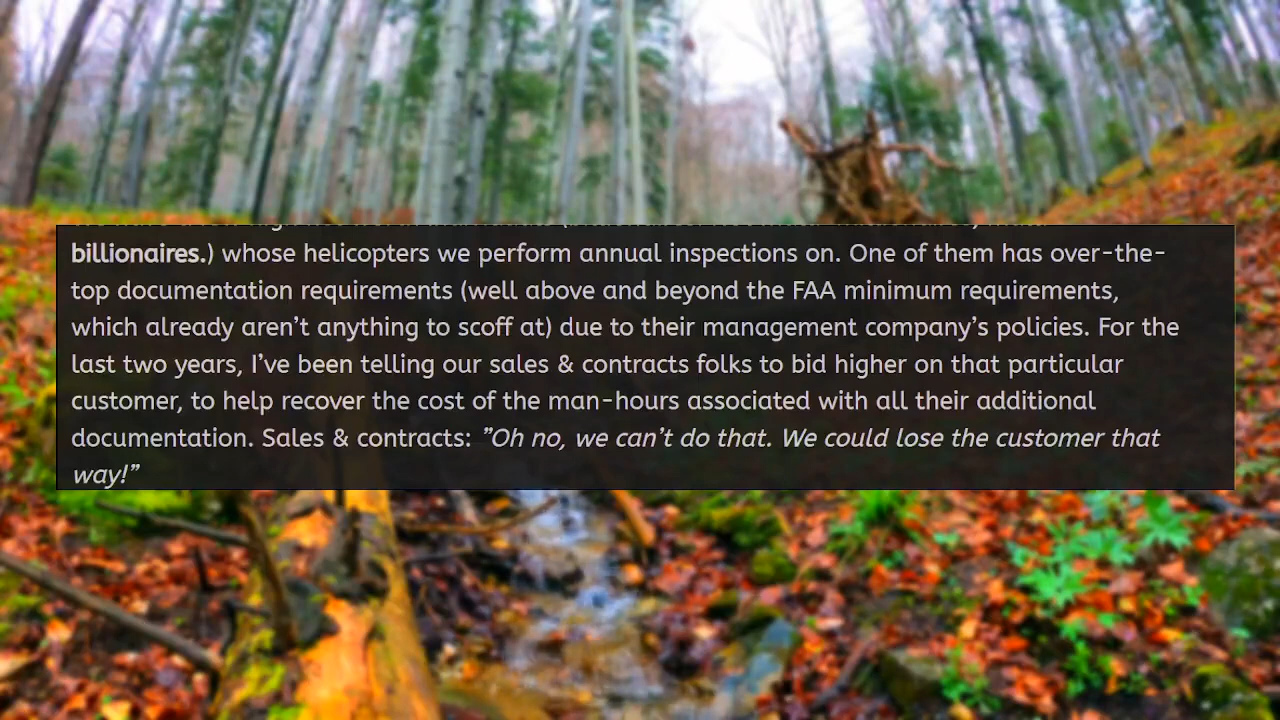 billionaires.) whose helicopters we perform annual inspections on. One of them has over-the-
top documentation requirements (well above and beyond the FAA minimum requirements,
which already aren’t anything to scoff at) due to their management company’s policies. For the
last two years, I’ve been telling our sales & contracts folks to bid higher on that particular
customer, to help recover the cost of the man-hours associated with all their additional
documentation. Sales & contracts: ”Oh no, we can’t do that. We could lose the customer that
way!”